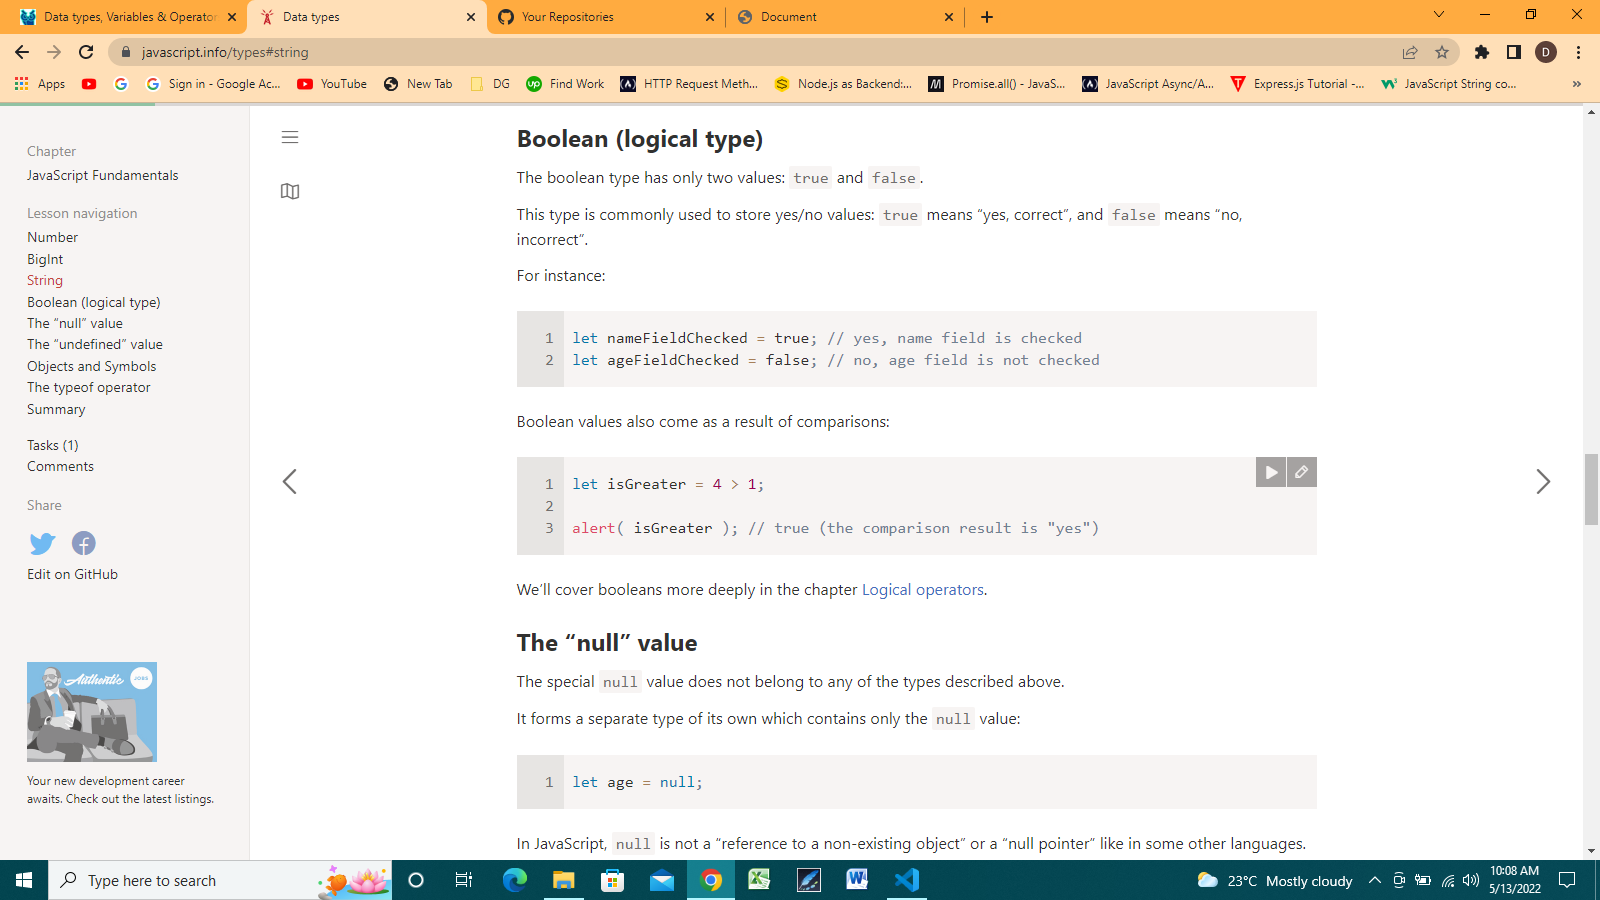 Data types, Variables & Operator
Data types
Your Repositories
Document
javascript.info/types#string
D
Apps
Sign in - Google Ac...
YouTube
New Tab
DG
up
Find Work
HTTP Request Meth...
Node.js as Backend:...
Promise.all() - JavaS...
JavaScript Async/A...
Express.js Tutorial -...
JavaScript String co...
»
Chapter
JavaScript Fundamentals
Lesson navigation
Number
BigInt
String
Boolean (logical type)
The “null” value
The “undefined” value
Objects and Symbols
The typeof operator
Summary
Tasks (1)
Comments
Share
Edit on GitHub
Authentic JOBS
Your new development career
awaits. Check out the latest listings.
Boolean (logical type)
The boolean type has only two values: true and false.
This type is commonly used to store yes/no values: true means “yes, correct”, and false means “no,
incorrect”.
For instance:
1 let nameFieldChecked = true; // yes, name field is checked
2 let ageFieldChecked = false; // no, age field is not checked
Boolean values also come as a result of comparisons:
1 let isGreater = 4 > 1;
2
3 alert( isGreater ); // true (the comparison result is "yes")
We’ll cover booleans more deeply in the chapter Logical operators.
The “null” value
The special null value does not belong to any of the types described above.
It forms a separate type of its own which contains only the null value:
1 let age = null;
In JavaScript, null is not a “reference to a non-existing object” or a “null pointer” like in some other languages.
Type here to search
23°C Mostly cloudy
10:08 AM
5/13/2022